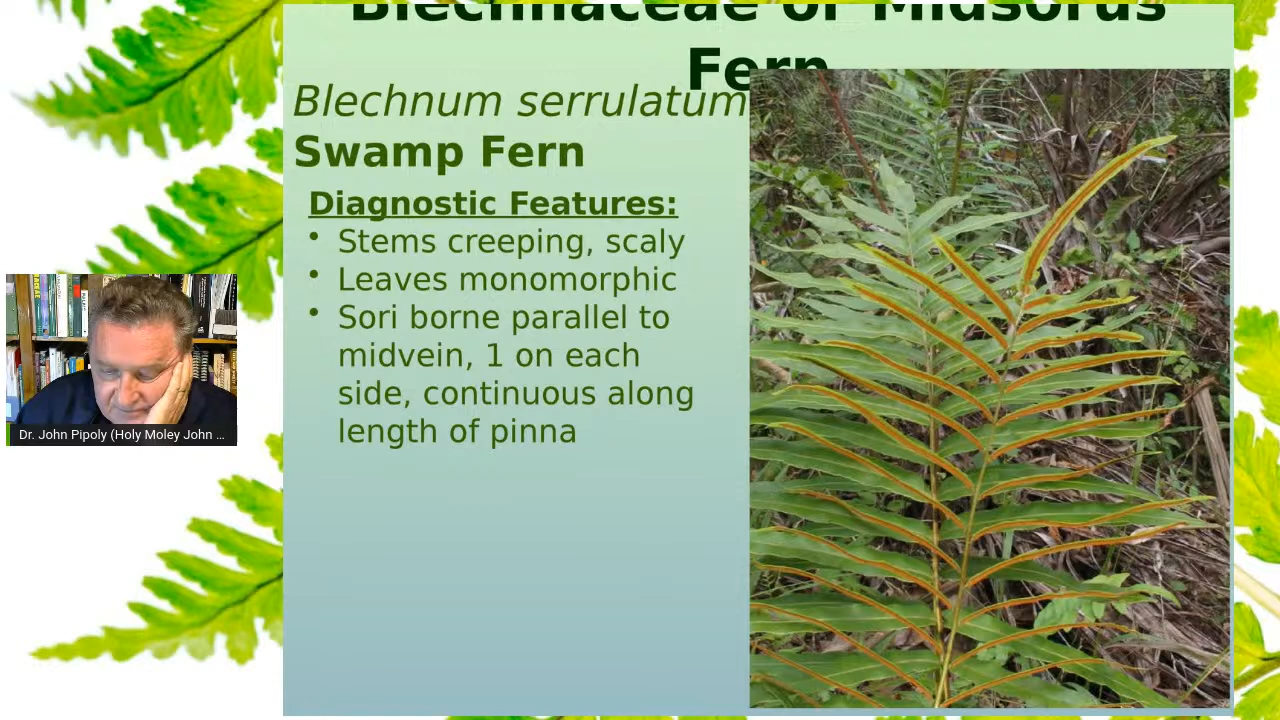 Blechnaceae or Midsorus
Fern
Blechnum serrulatum
Swamp Fern
Diagnostic Features:
• Stems creeping, scaly
• Leaves monomorphic
• Sori borne parallel to
midvein, 1 on each
side, continuous along
length of pinna
Dr. John Pipoly (Holy Moley John ...